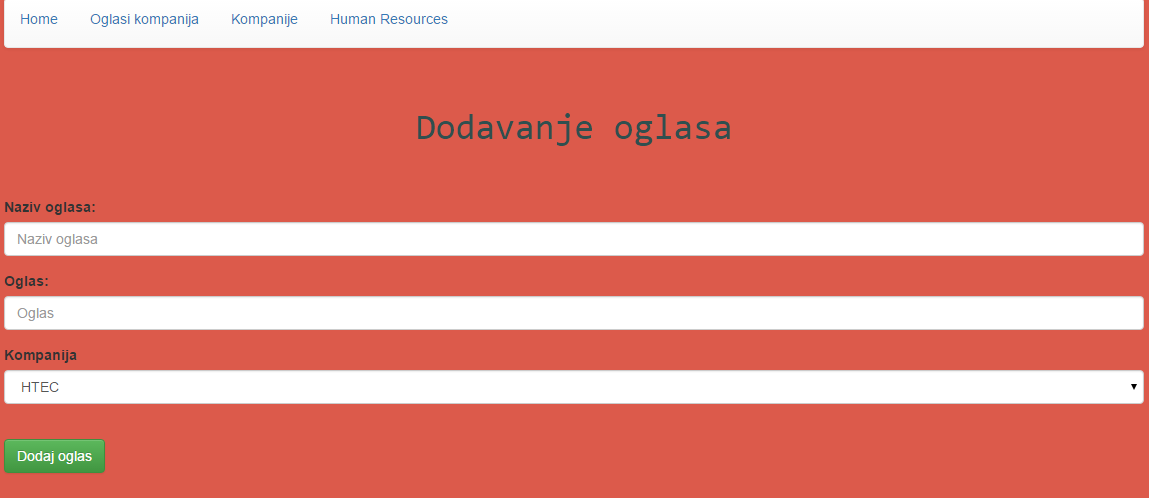 Home Oglasi kompanija Kompanije Human Resources
Dodavanje oglasa
Naziv oglasa:
Naziv oglasa
Oglas:
Oglas
Kompanija
HTEC
Dodaj oglas